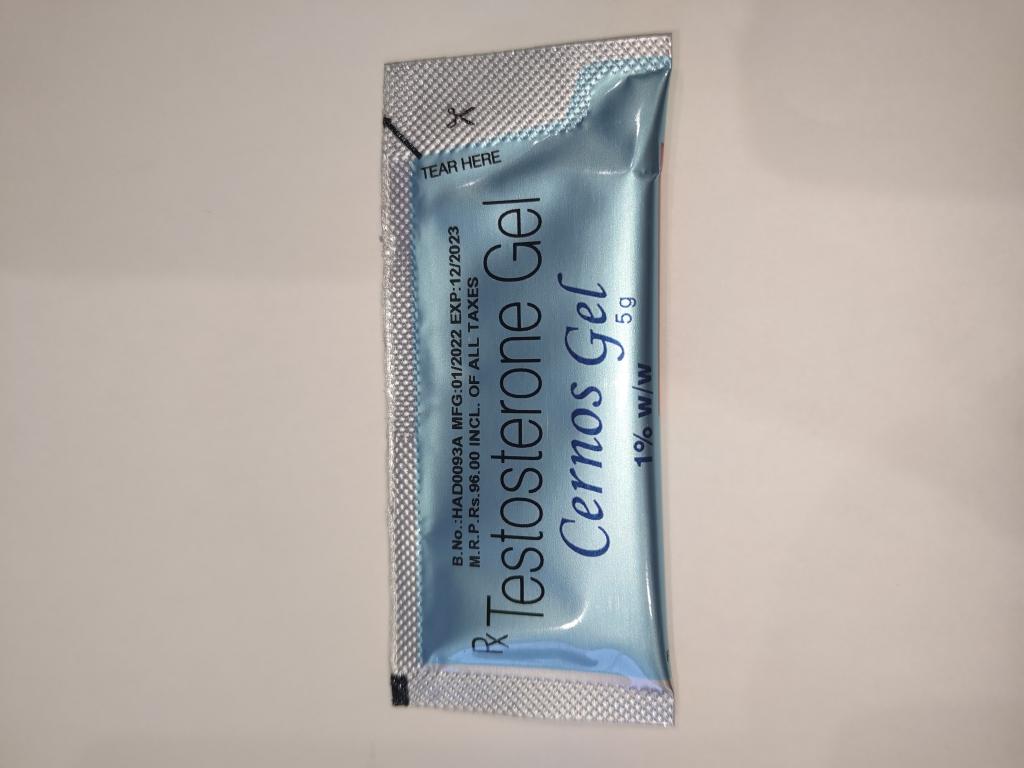 TEAR HERE
B.No.:HAD0093A MFG:01/2022 EXP:12/2023
M.R.P.Rs.96.00 INCL. OF ALL TAXES
Rx Testosterone Gel
Cernos Gel
5 g
1% w/w